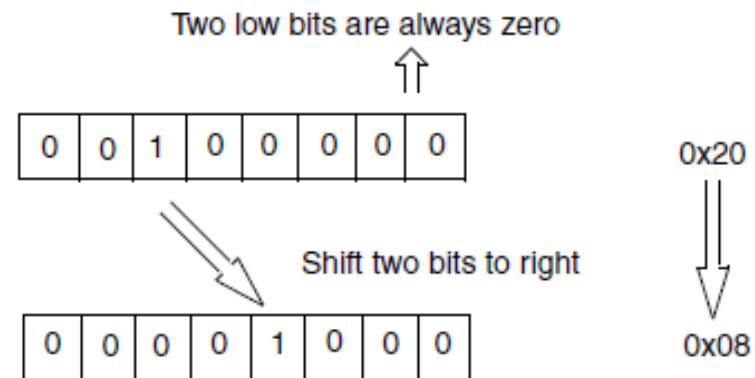 Two low bits are always zero
0 0 1 0 0 0 0 0
0x20
Shift two bits to right
0 0 0 0 1 0 0 0
0x08